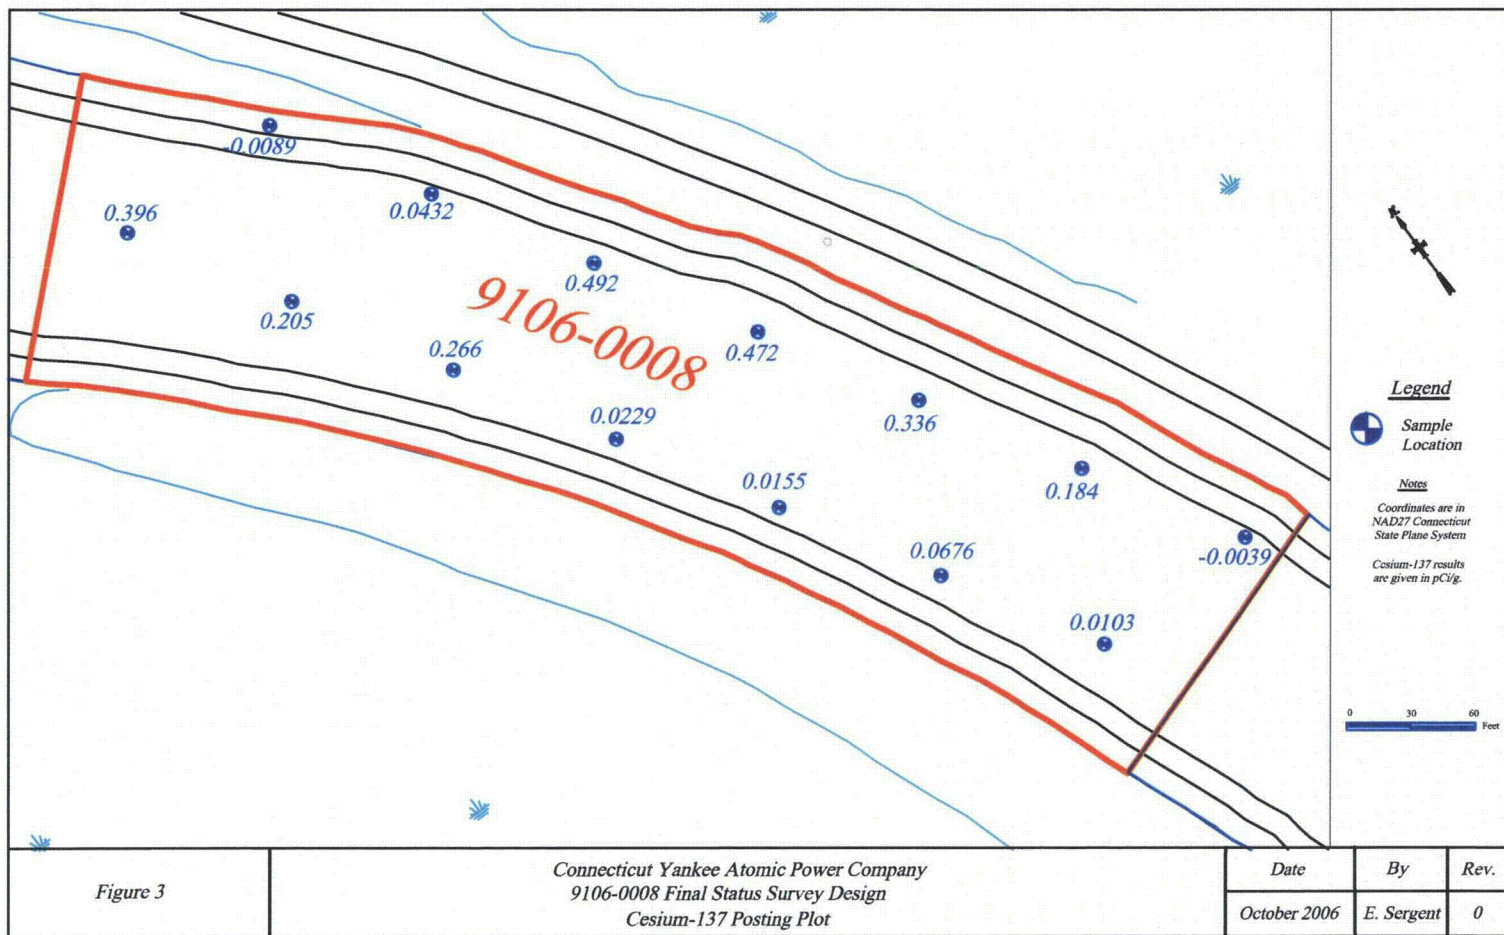 -0.0089
0.396
0.0432
0.492
0.205
0.266
9106-0008
0.472
0.0229
0.336
0.0155
0.184
0.0676
-0.0039
0.0103
Legend
Sample
Location
Notes
Coordinates are in
NAD27 Connecticut
State Plane System
Cesium-137 results
are given in pCi/g.
0 30 60
Feet
Figure 3
Connecticut Yankee Atomic Power Company
9106-0008 Final Status Survey Design
Cesium-137 Posting Plot
Date By Rev.
October 2006 E. Sergent 0